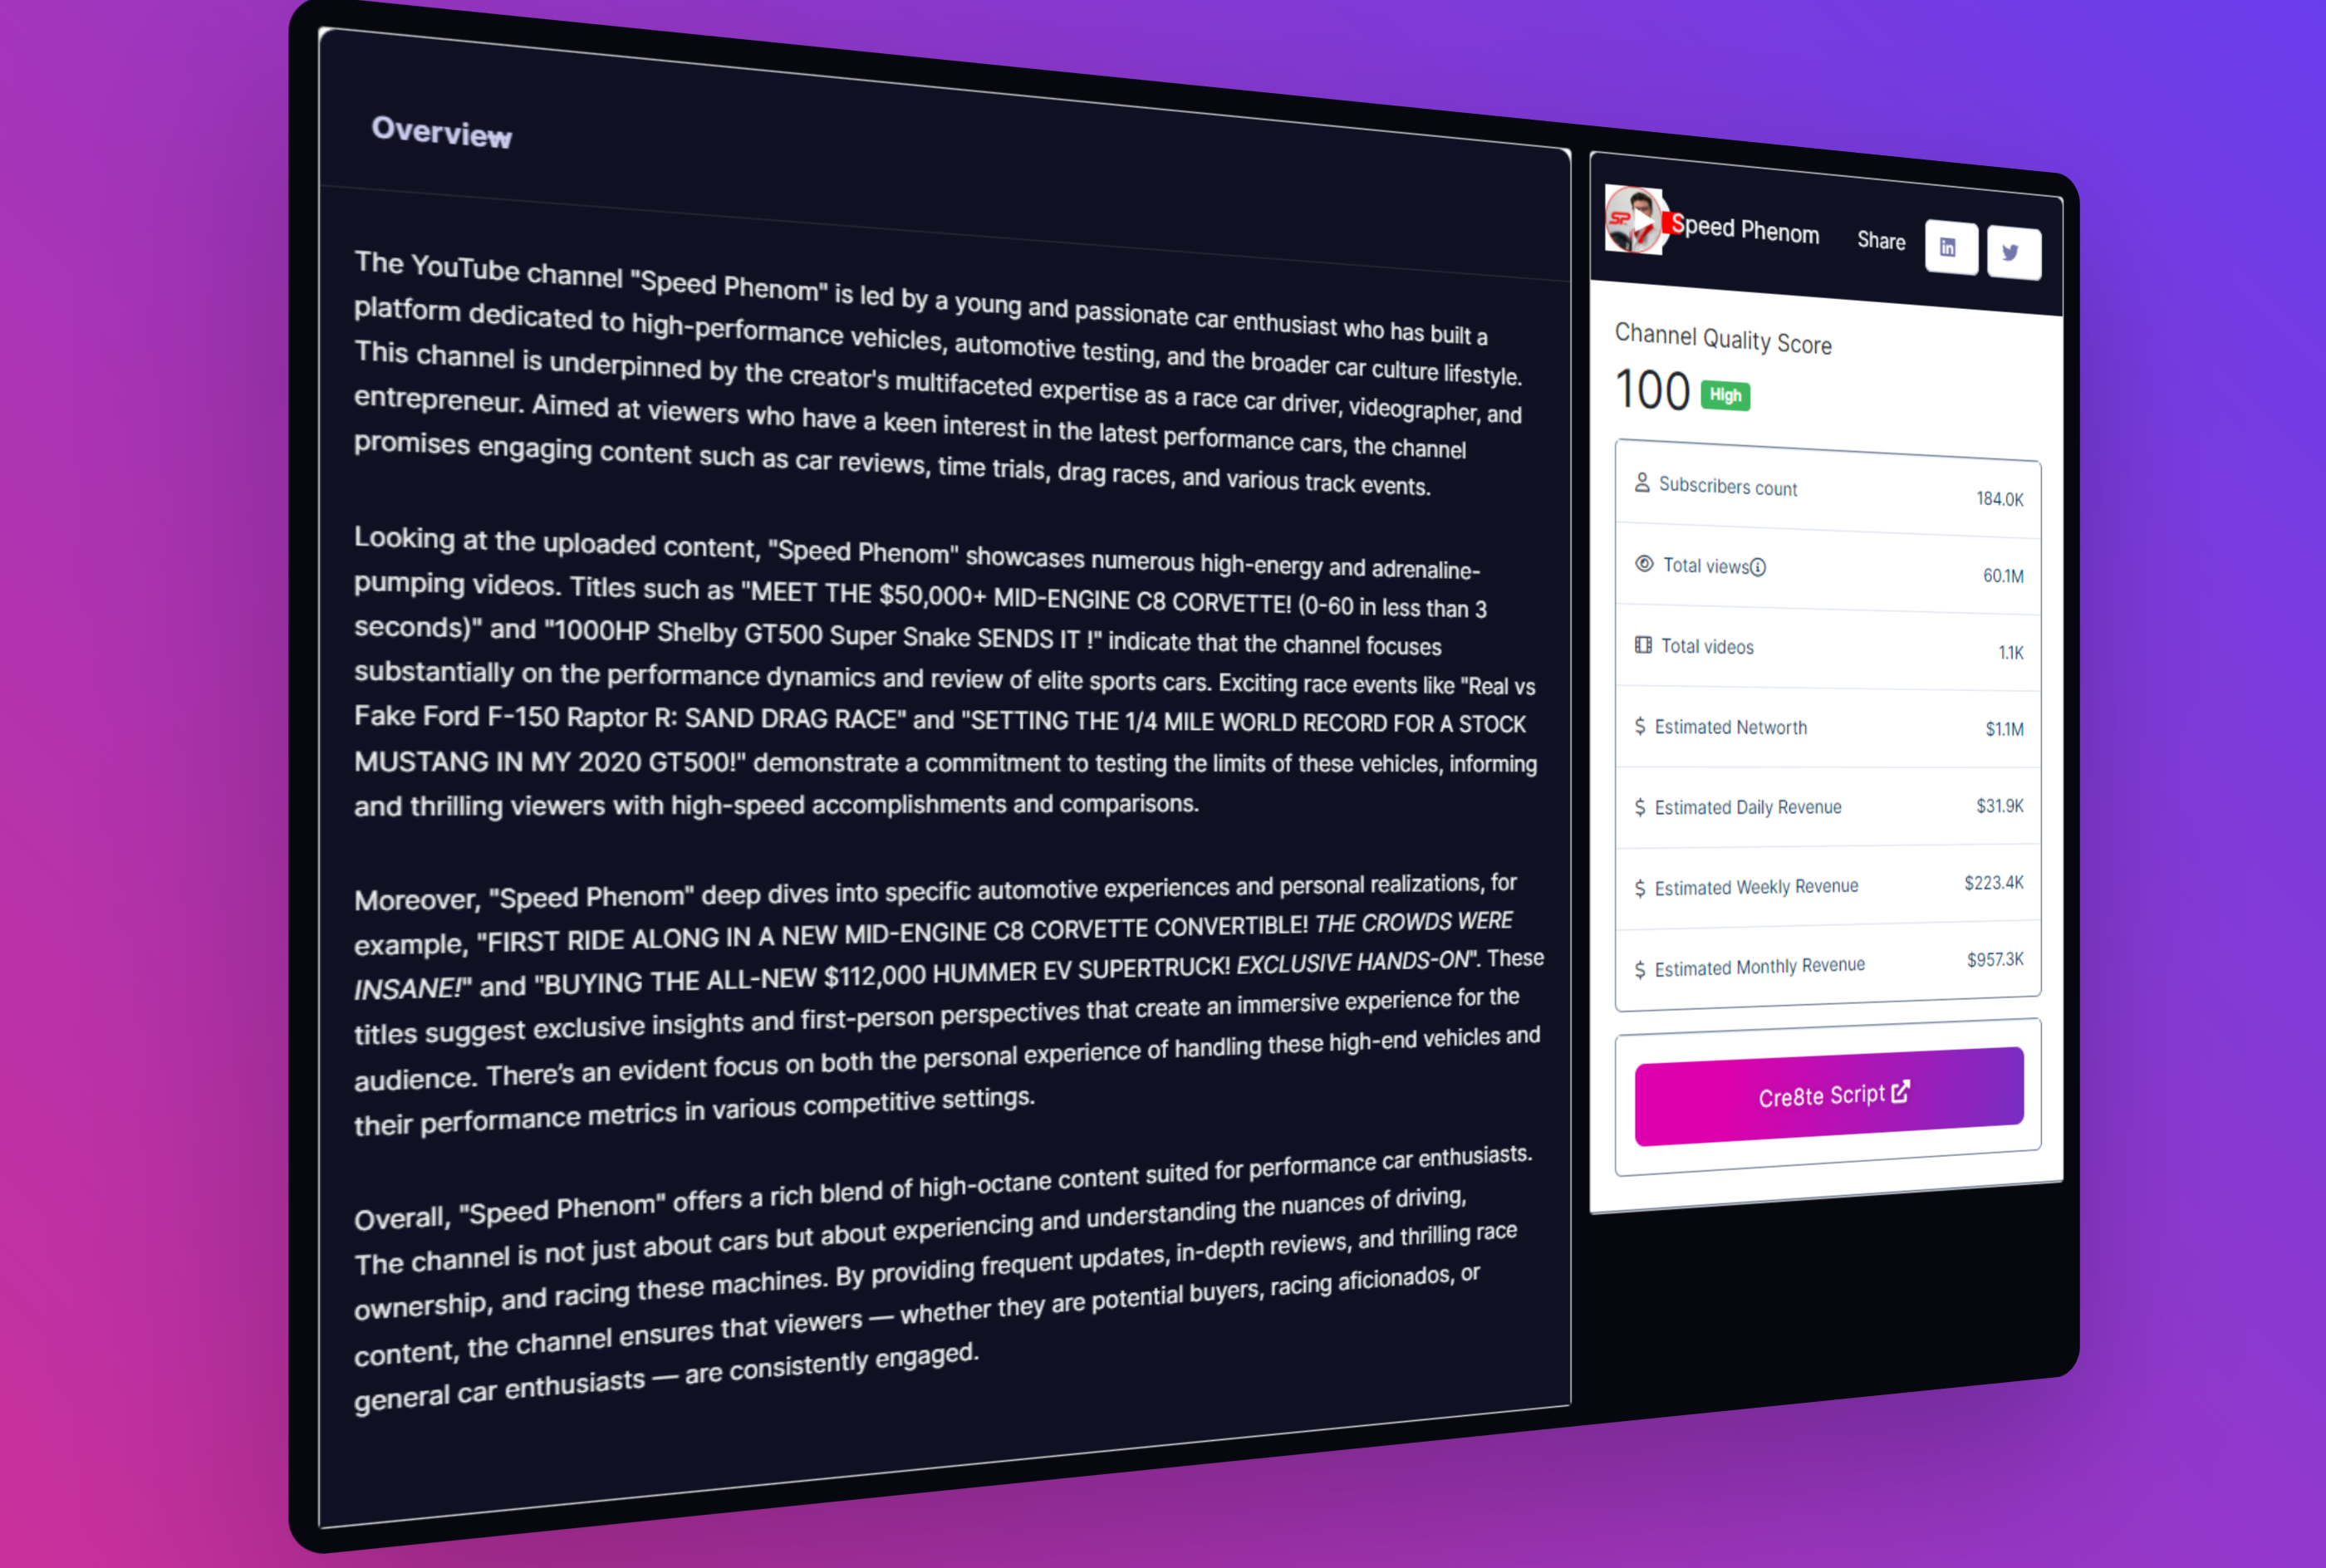 Overview
The YouTube channel "Speed Phenom" is led by a young and passionate car enthusiast who has built a
platform dedicated to high-performance vehicles, automotive testing, and the broader car culture lifestyle.
This channel is underpinned by the creator's multifaceted expertise as a race car driver, videographer, and
entrepreneur. Aimed at viewers who have a keen interest in the latest performance cars, the channel
promises engaging content such as car reviews, time trials, drag races, and various track events.
Looking at the uploaded content, "Speed Phenom" showcases numerous high-energy and adrenaline-
pumping videos. Titles such as "MEET THE $50,000+ MID-ENGINE C8 CORVETTE! (0-60 in less than 3
seconds)" and "1000HP Shelby GT500 Super Snake SENDS IT !" indicate that the channel focuses
substantially on the performance dynamics and review of elite sports cars. Exciting race events like "Real vs
Fake Ford F-150 Raptor R: SAND DRAG RACE" and "SETTING THE 1/4 MILE WORLD RECORD FOR A STOCK
MUSTANG IN MY 2020 GT500!" demonstrate a commitment to testing the limits of these vehicles, informing
and thrilling viewers with high-speed accomplishments and comparisons.
Moreover, "Speed Phenom" deep dives into specific automotive experiences and personal realizations, for
example, "FIRST RIDE ALONG IN A NEW MID-ENGINE C8 CORVETTE CONVERTIBLE! THE CROWDS WERE
INSANE!" and "BUYING THE ALL-NEW $112,000 HUMMER EV SUPERTRUCK! EXCLUSIVE HANDS-ON". These
titles suggest exclusive insights and first-person perspectives that create an immersive experience for the
audience. There's an evident focus on both the personal experience of handling these high-end vehicles and
their performance metrics in various competitive settings.
Overall, "Speed Phenom" offers a rich blend of high-octane content suited for performance car enthusiasts.
The channel is not just about cars but about experiencing and understanding the nuances of driving,
ownership, and racing these machines. By providing frequent updates, in-depth reviews, and thrilling race
content, the channel ensures that viewers — whether they are potential buyers, racing aficionados, or
general car enthusiasts — are consistently engaged.
SP
Speed Phenom
Share
in
Channel Quality Score
100 High
Subscribers count 184.0K
Total views 60.1M
Total videos 1.1K
$ Estimated Networth $1.1M
$ Estimated Daily Revenue $31.9K
$ Estimated Weekly Revenue $223.4K
$ Estimated Monthly Revenue $957.3K
Cre8te Script